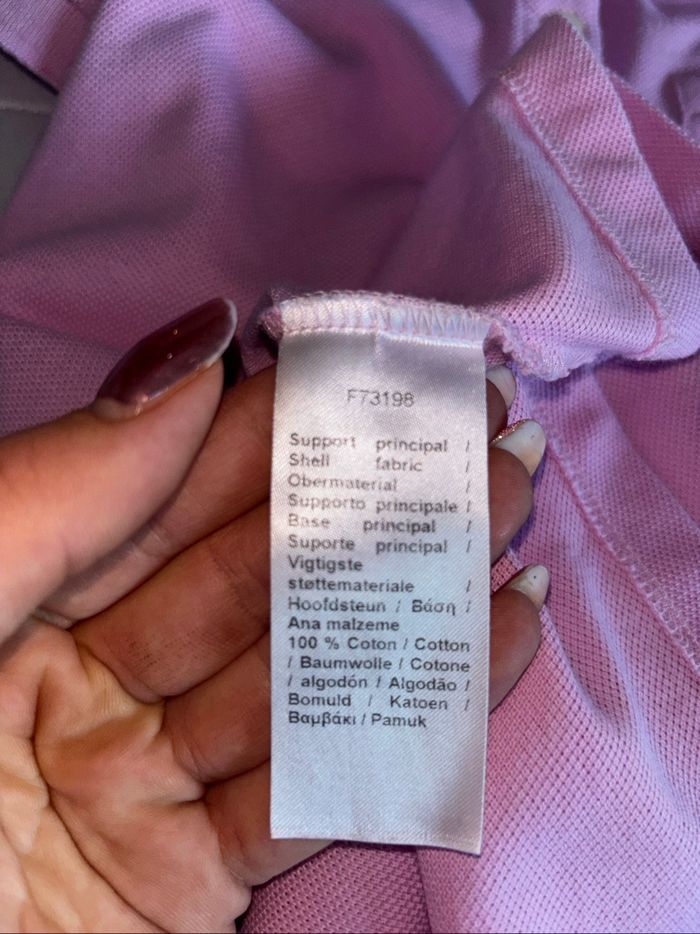 F73198
Support principal /
Shell fabric /
Obermaterial /
Supporto principale /
Base principal /
Suporte principal /
Vigtigste
støttemateriale /
Hoofdsteun / Βάση /
Ana malzeme
100 % Coton / Cotton
/ Baumwolle / Cotone
/ algodón / Algodão /
Bomuld / Katoen /
Βαμβάκι / Pamuk